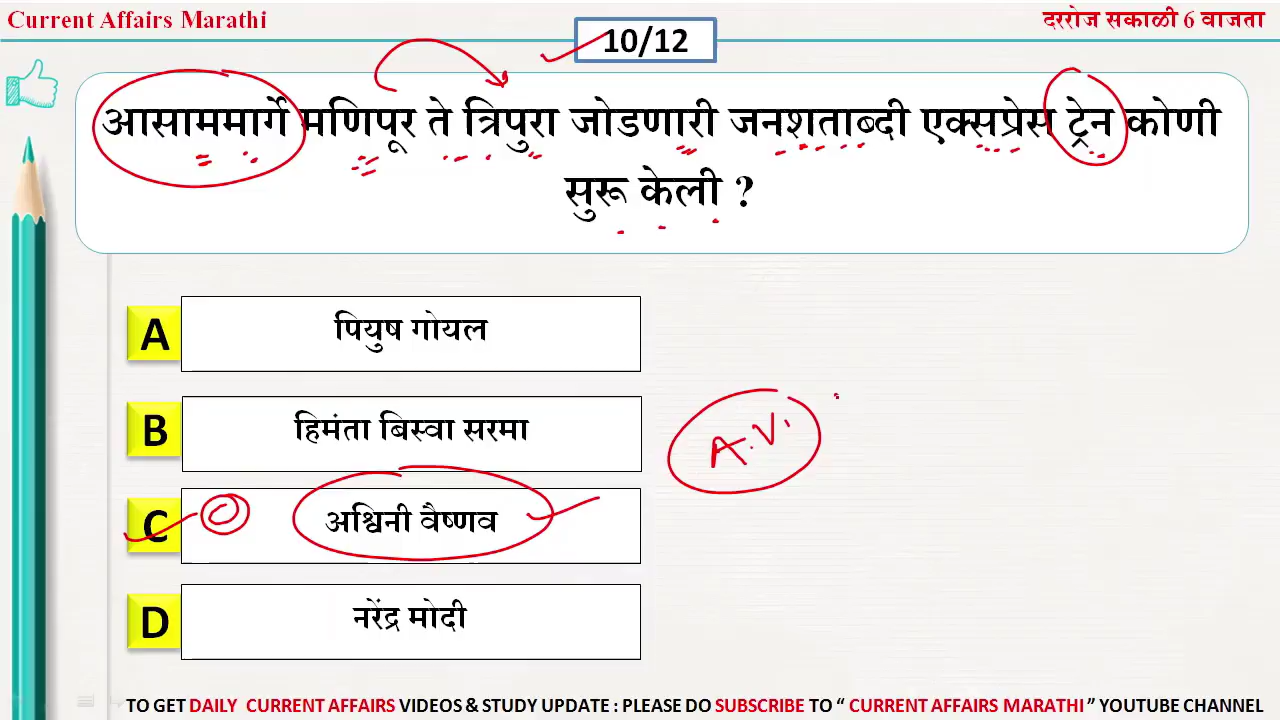 Current Affairs Marathi
दररोज सकाळी 6 वाजता
10/12
आसाममार्गे मणिपूर ते त्रिपुरा जोडणारी जनशताब्दी एक्सप्रेस ट्रेन कोणी
सुरू केली ?
A पियुष गोयल
B हिमंता बिस्वा सरमा
A.V.
C अश्विनी वैष्णव
D नरेंद्र मोदी
TO GET DAILY CURRENT AFFAIRS VIDEOS & STUDY UPDATE : PLEASE DO SUBSCRIBE TO “ CURRENT AFFAIRS MARATHI ” YOUTUBE CHANNEL